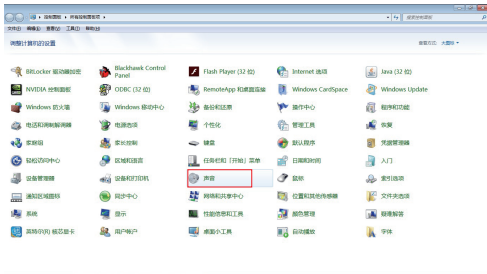 控制面板 ▸ 所有控制面板项 ▸
搜索控制面板
文件(F) 编辑(E) 查看(V) 工具(T) 帮助(H)
调整计算机的设置
查看方式: 大图标
BitLocker 驱动器加密
Blackhawk Control Panel
Flash Player (32 位)
Internet 选项
Java (32 位)
NVIDIA 控制面板
ODBC (32 位)
RemoteApp 和桌面连接
Windows CardSpace
Windows Update
Windows 防火墙
Windows 移动中心
备份和还原
操作中心
程序和功能
电话和调制解调器
电源选项
个性化
管理工具
恢复
家庭组
家长控制
键盘
默认程序
凭据管理器
轻松访问中心
区域和语言
任务栏和「开始」菜单
日期和时间
入门
设备管理器
设备和打印机
声音
鼠标
索引选项
通知区域图标
同步中心
网络和共享中心
位置和其他传感器
文件夹选项
系统
显示
性能信息和工具
颜色管理
疑难解答
英特尔(R) 核芯显卡
用户帐户
桌面小工具
自动播放
字体